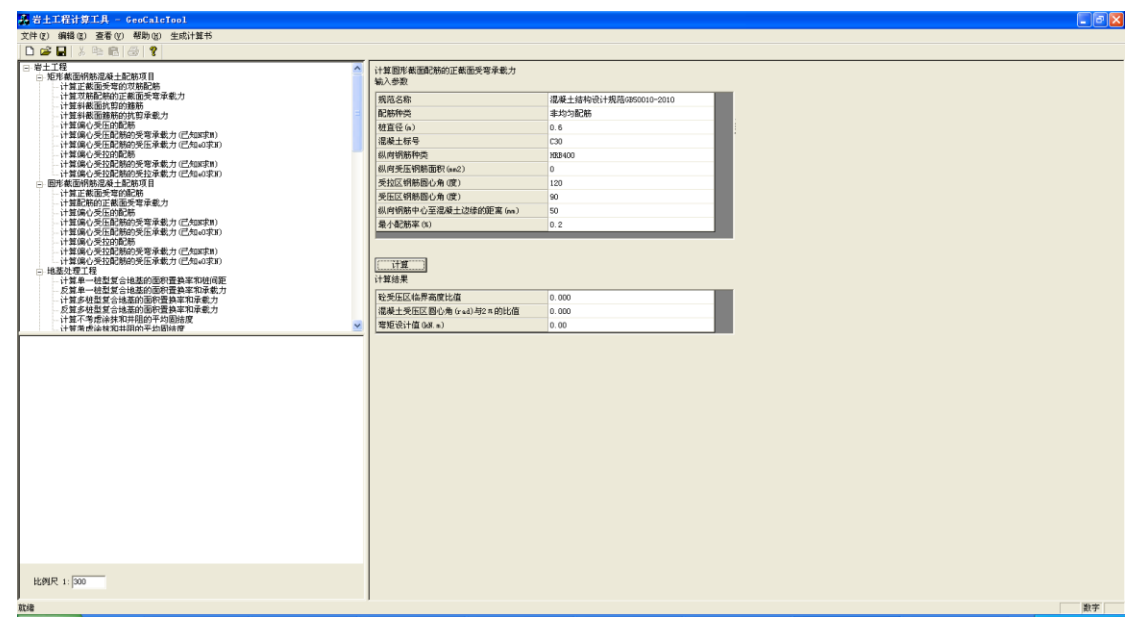 岩土工程计算工具 - GeoCalcTool
文件(F) 编辑(E) 查看(V) 帮助(H) 生成计算书
岩土工程
矩形截面钢筋混凝土配筋项目
计算正截面受弯的双筋配筋
计算双筋配筋的正截面受弯承载力
计算斜截面抗剪的箍筋
计算斜截面箍筋的抗剪承载力
计算偏心受压的配筋
计算偏心受压配筋的受弯承载力(已知N求M)
计算偏心受压配筋的受压承载力(已知e0求N)
计算偏心受拉的配筋
计算偏心受拉配筋的受弯承载力(已知N求M)
计算偏心受拉配筋的受拉承载力(已知e0求N)
圆形截面钢筋混凝土配筋项目
计算正截面受弯的配筋
计算配筋的正截面受弯承载力
计算偏心受压的配筋
计算偏心受压配筋的受弯承载力(已知N求M)
计算偏心受压配筋的受压承载力(已知e0求N)
计算偏心受拉的配筋
计算偏心受拉配筋的受弯承载力(已知N求M)
计算偏心受拉配筋的受压承载力(已知e0求N)
地基处理工程
计算单一桩型复合地基的面积置换率和桩间距
反算单一桩型复合地基的面积置换率和承载力
计算多桩型复合地基的面积置换率和承载力
反算多桩型复合地基的面积置换率和承载力
计算不考虑涂抹和井阻的平均固结度
计算考虑涂抹和井阻的平均固结度
比例尺 1: 300
计算圆形截面配筋的正截面受弯承载力
输入参数
规范名称 混凝土结构设计规范GB50010-2010
配筋种类 非均匀配筋
桩直径(m) 0.6
混凝土标号 C30
纵向钢筋种类 HRB400
纵向受压钢筋面积(mm2) 0
受拉区钢筋圆心角(度) 120
受压区钢筋圆心角(度) 90
纵向钢筋中心至混凝土边缘的距离(mm) 50
最小配筋率(%) 0.2
计算
计算结果
砼受压区临界高度比值 0.000
混凝土受压区圆心角(rad)与2π的比值 0.000
弯矩设计值(kN.m) 0.00
就绪 数字